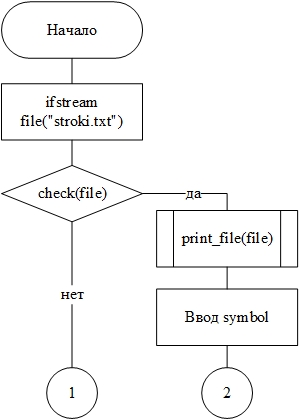 Начало
ifstream
file("stroki.txt")
check(file)
да
print_file(file)
нет
Ввод symbol
1
2